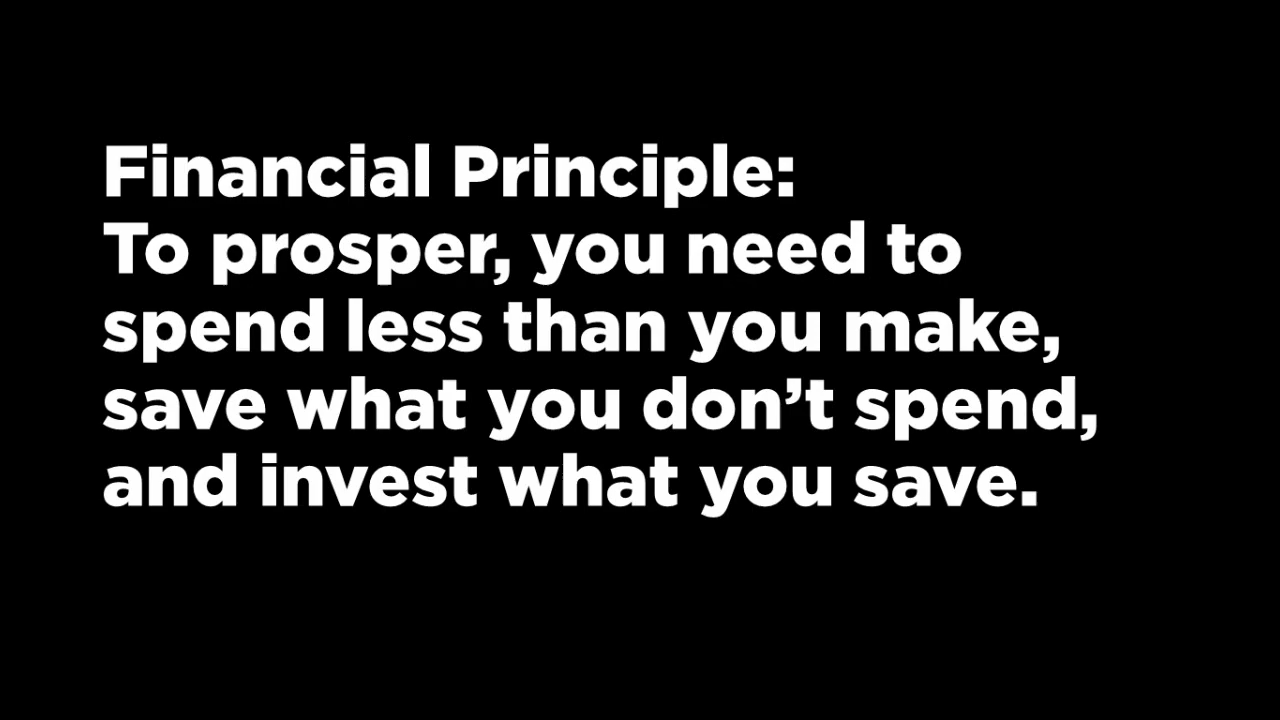 Financial Principle:
To prosper, you need to
spend less than you make,
save what you don’t spend,
and invest what you save.